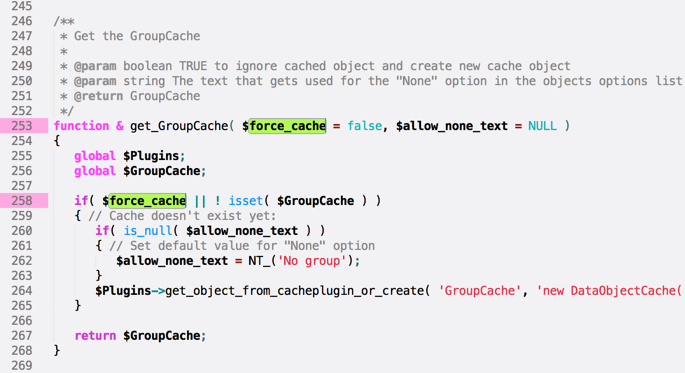 245
246 /**
247 * Get the GroupCache
248 *
249 * @param boolean TRUE to ignore cached object and create new cache object
250 * @param string The text that gets used for the "None" option in the objects options list
251 * @return GroupCache
252 */
253 function & get_GroupCache( $force_cache = false, $allow_none_text = NULL )
254 {
255 global $Plugins;
256 global $GroupCache;
257
258 if( $force_cache || ! isset( $GroupCache ) )
259 { // Cache doesn't exist yet:
260 if( is_null( $allow_none_text ) )
261 { // Set default value for "None" option
262 $allow_none_text = NT_('No group');
263 }
264 $Plugins->get_object_from_cacheplugin_or_create( 'GroupCache', 'new DataObjectCache(
265 }
266
267 return $GroupCache;
268 }
269